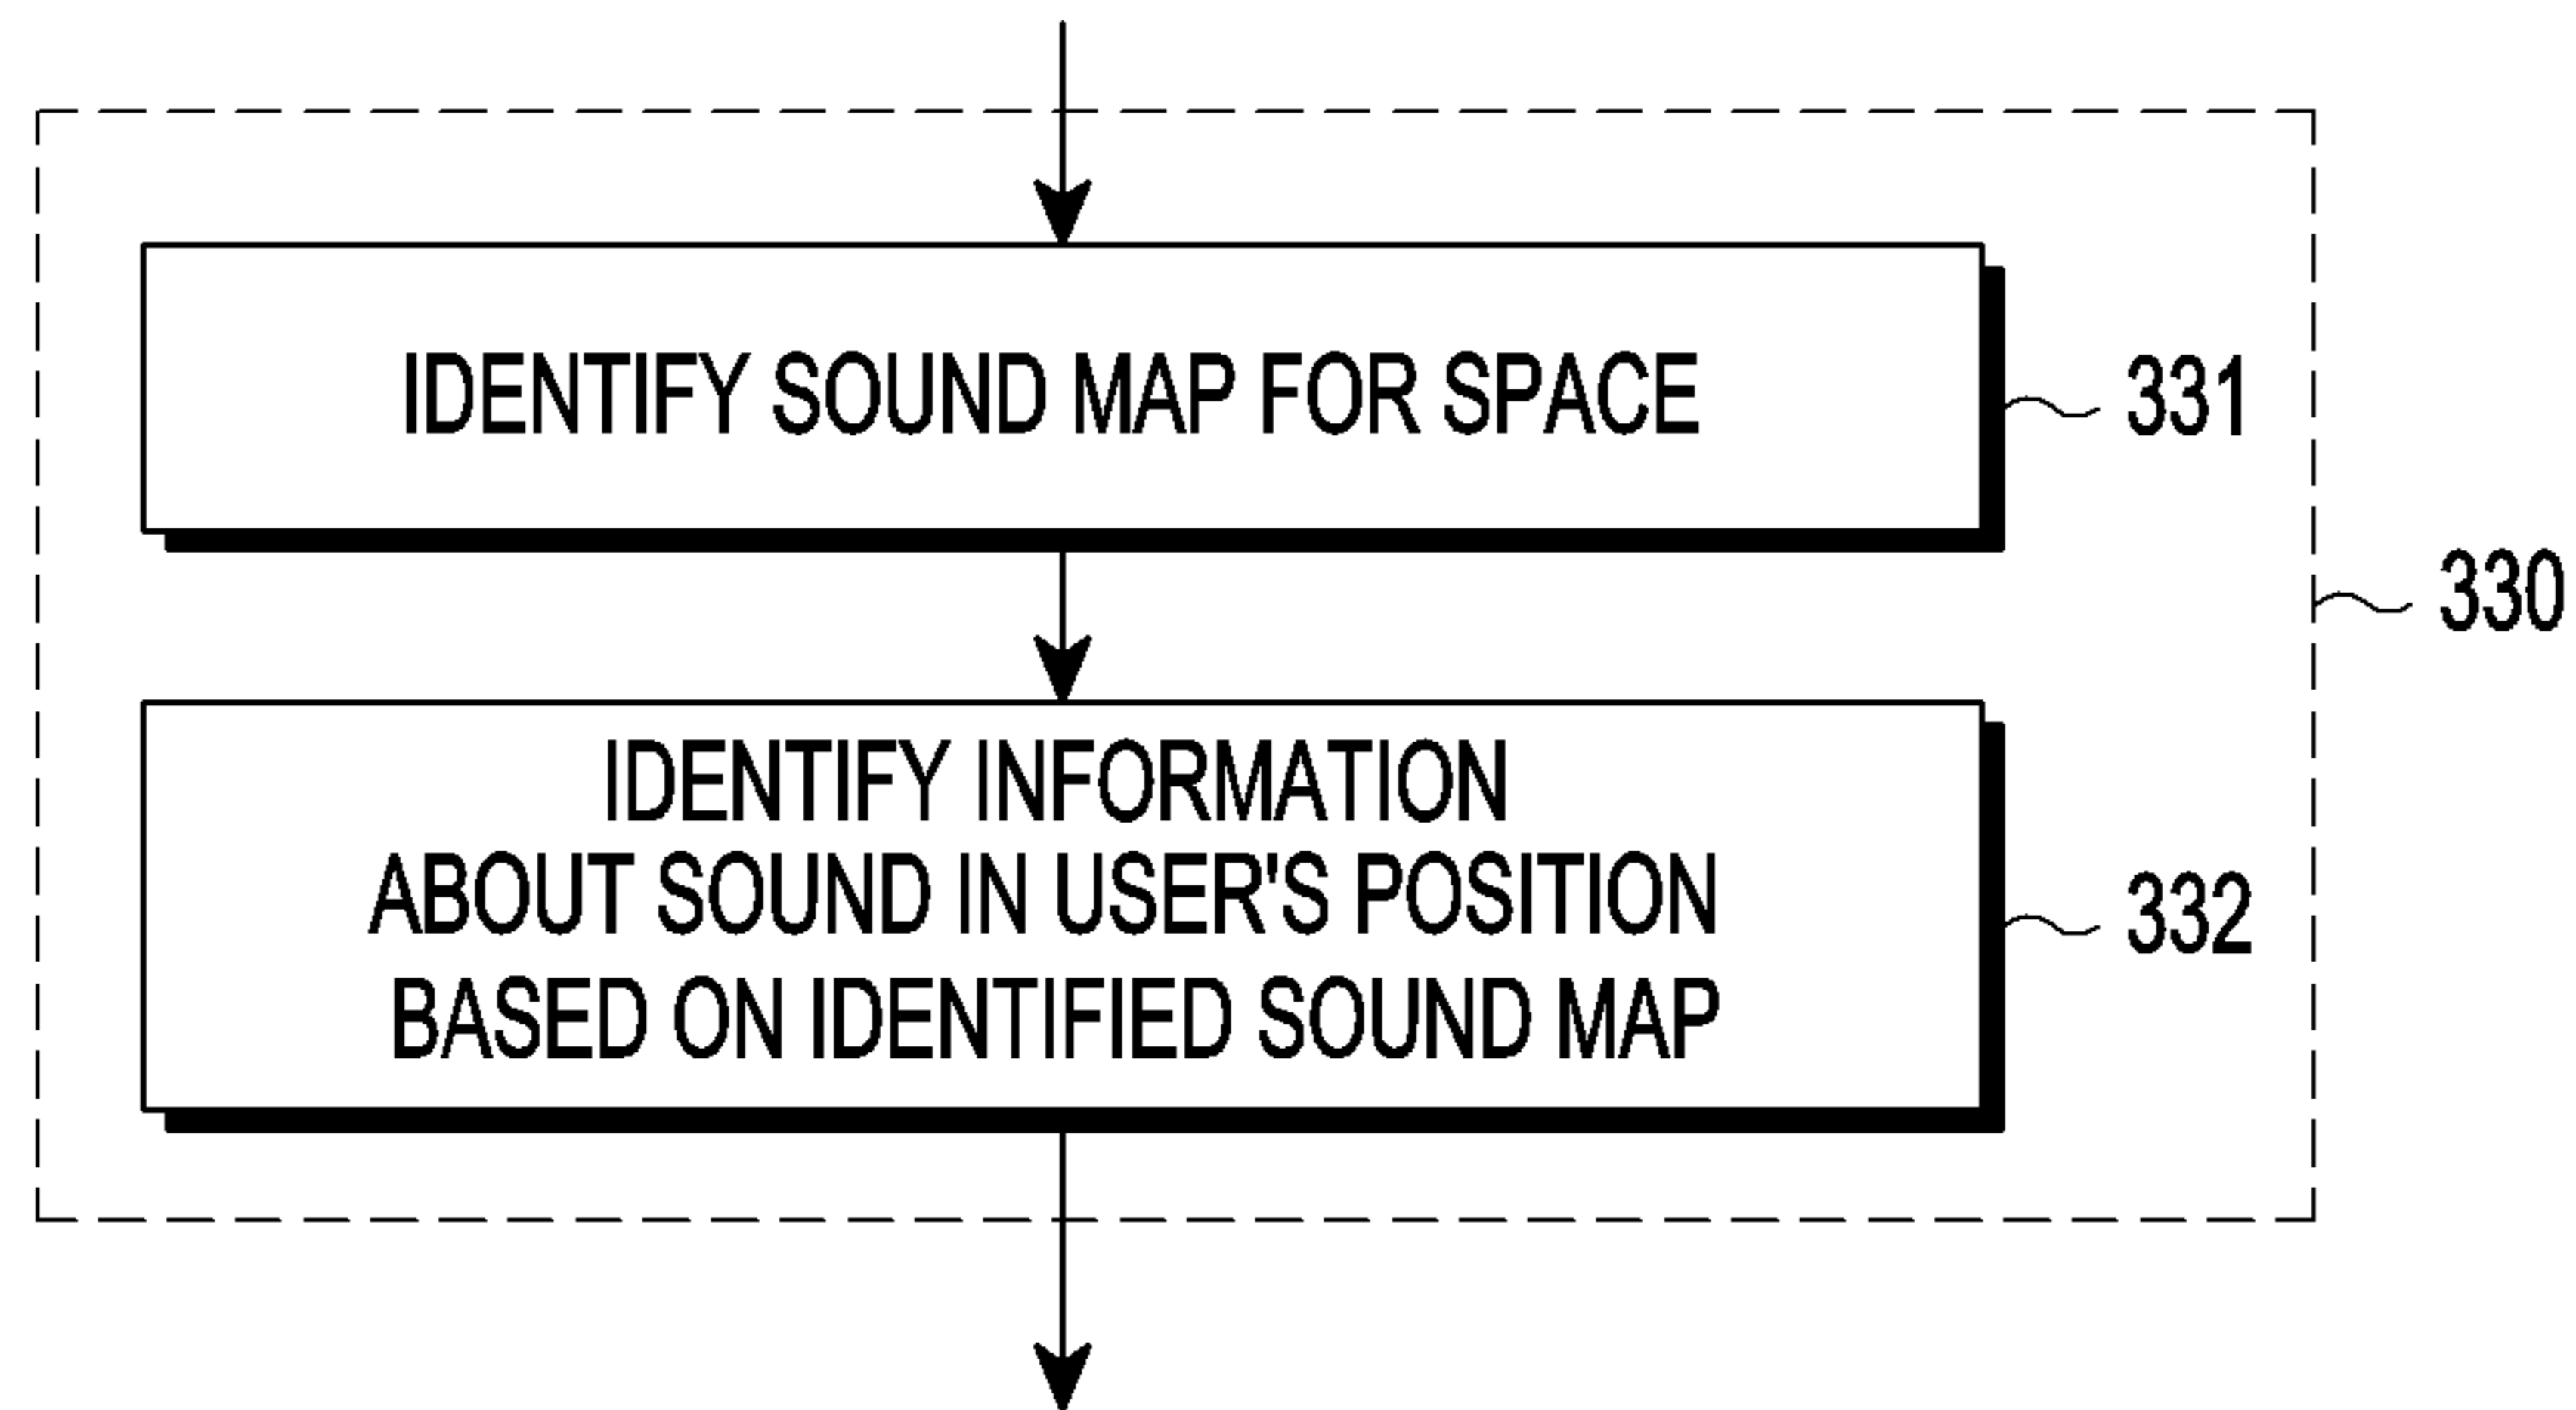 IDENTIFY SOUND MAP FOR SPACE
331
330
IDENTIFY INFORMATION
ABOUT SOUND IN USER'S POSITION
BASED ON IDENTIFIED SOUND MAP
332